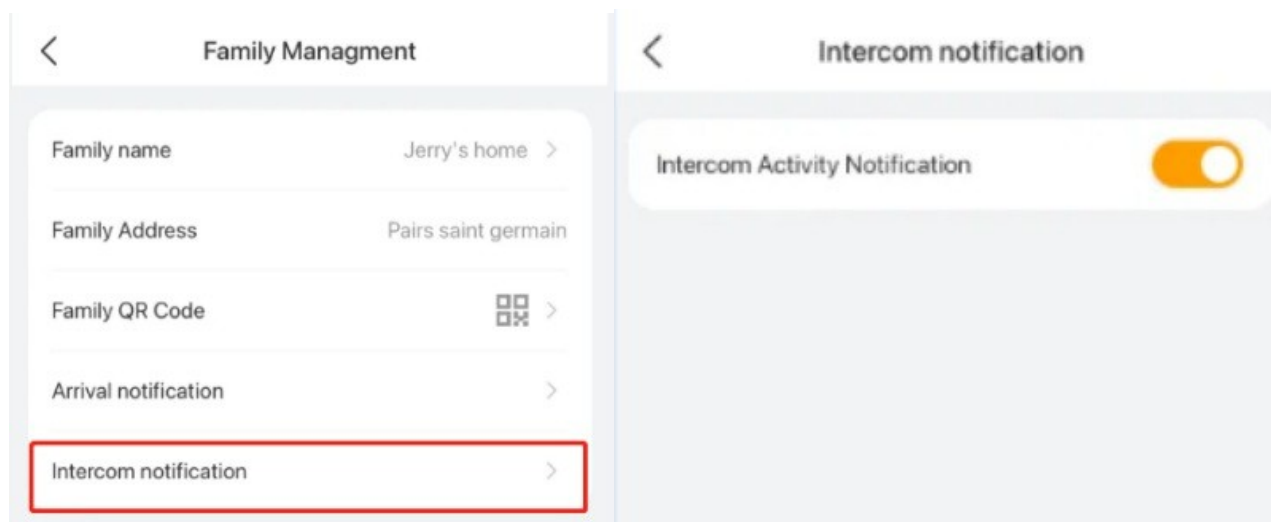 Family Managment
Family name
Jerry's home
Family Address
Pairs saint germain
Family QR Code
Arrival notification
Intercom notification
Intercom notification
Intercom Activity Notification